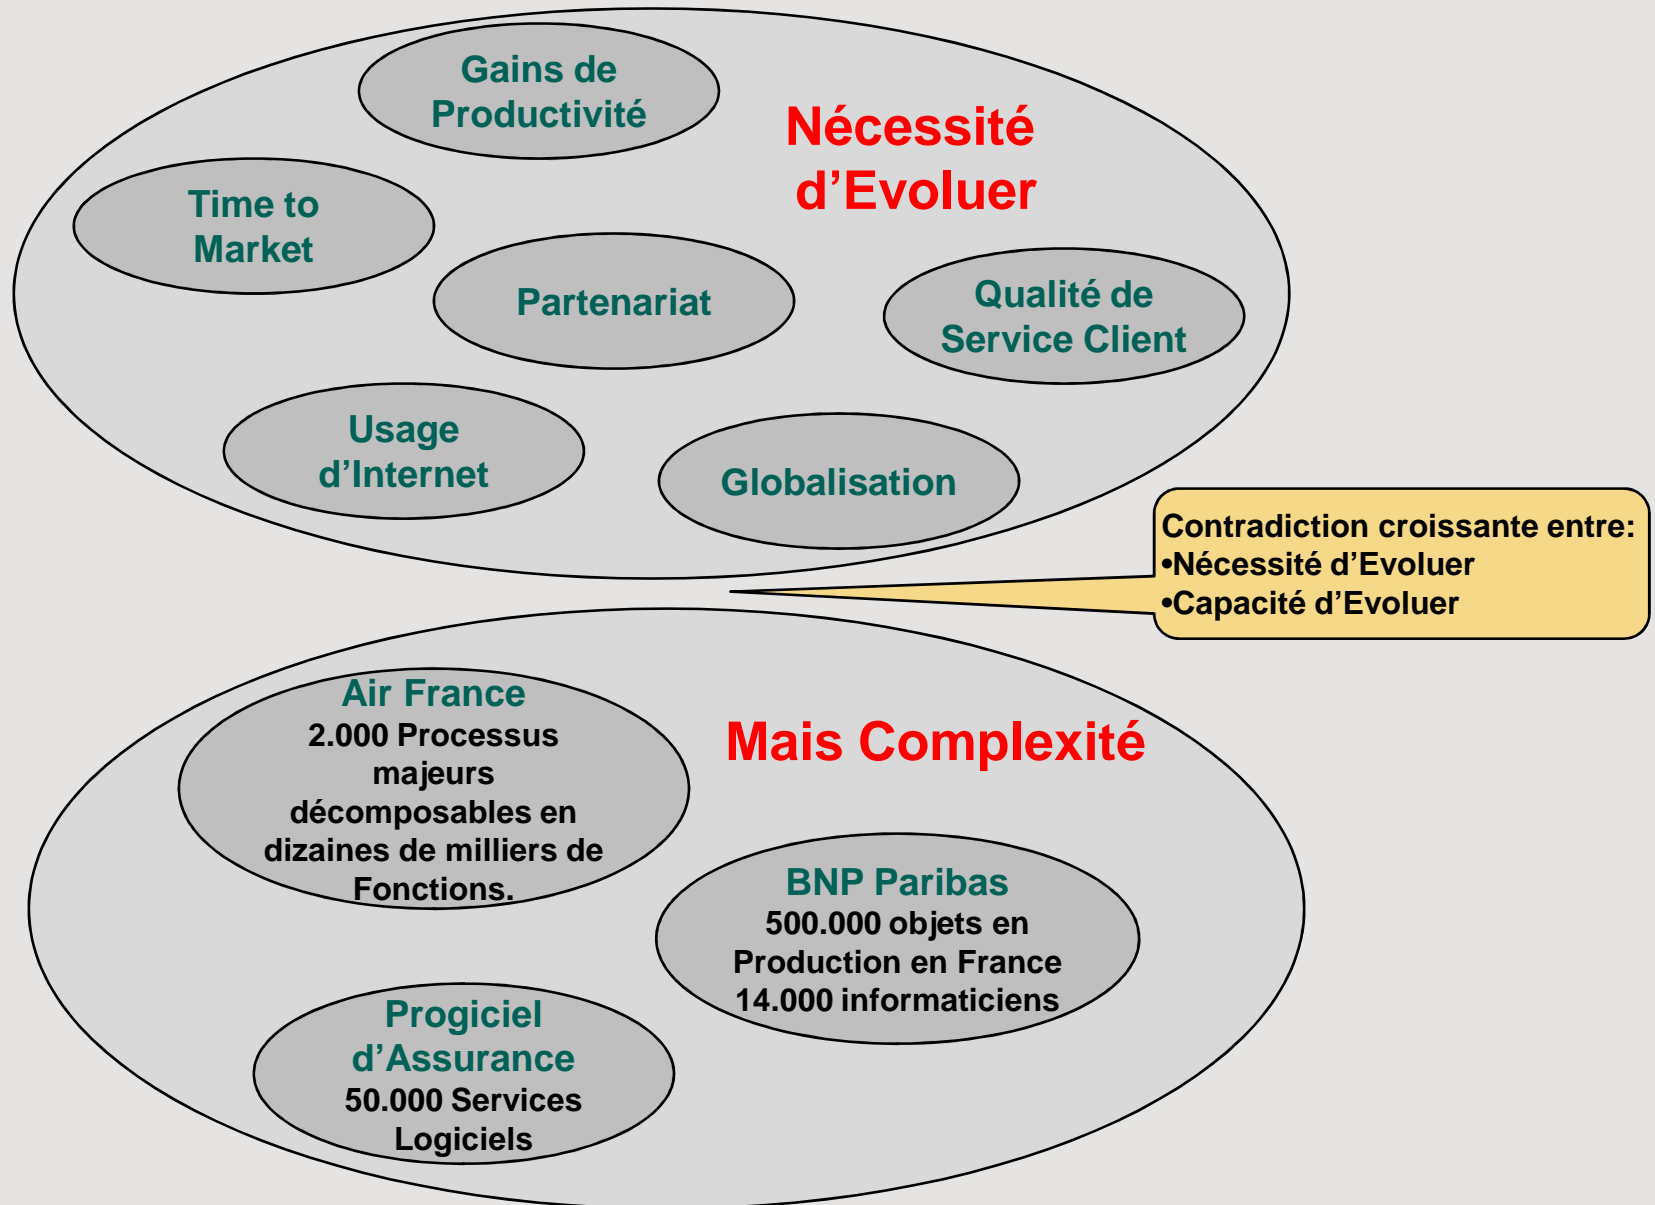 Gains de
Productivité
Nécessité
d’Evoluer
Time to
Market
Partenariat
Qualité de
Service Client
Usage
d’Internet
Globalisation
Contradiction croissante entre:
•Nécessité d’Evoluer
•Capacité d’Evoluer
Air France
2.000 Processus
majeurs
décomposables en
dizaines de milliers de
Fonctions.
Mais Complexité
BNP Paribas
500.000 objets en
Production en France
14.000 informaticiens
Progiciel
d’Assurance
50.000 Services
Logiciels